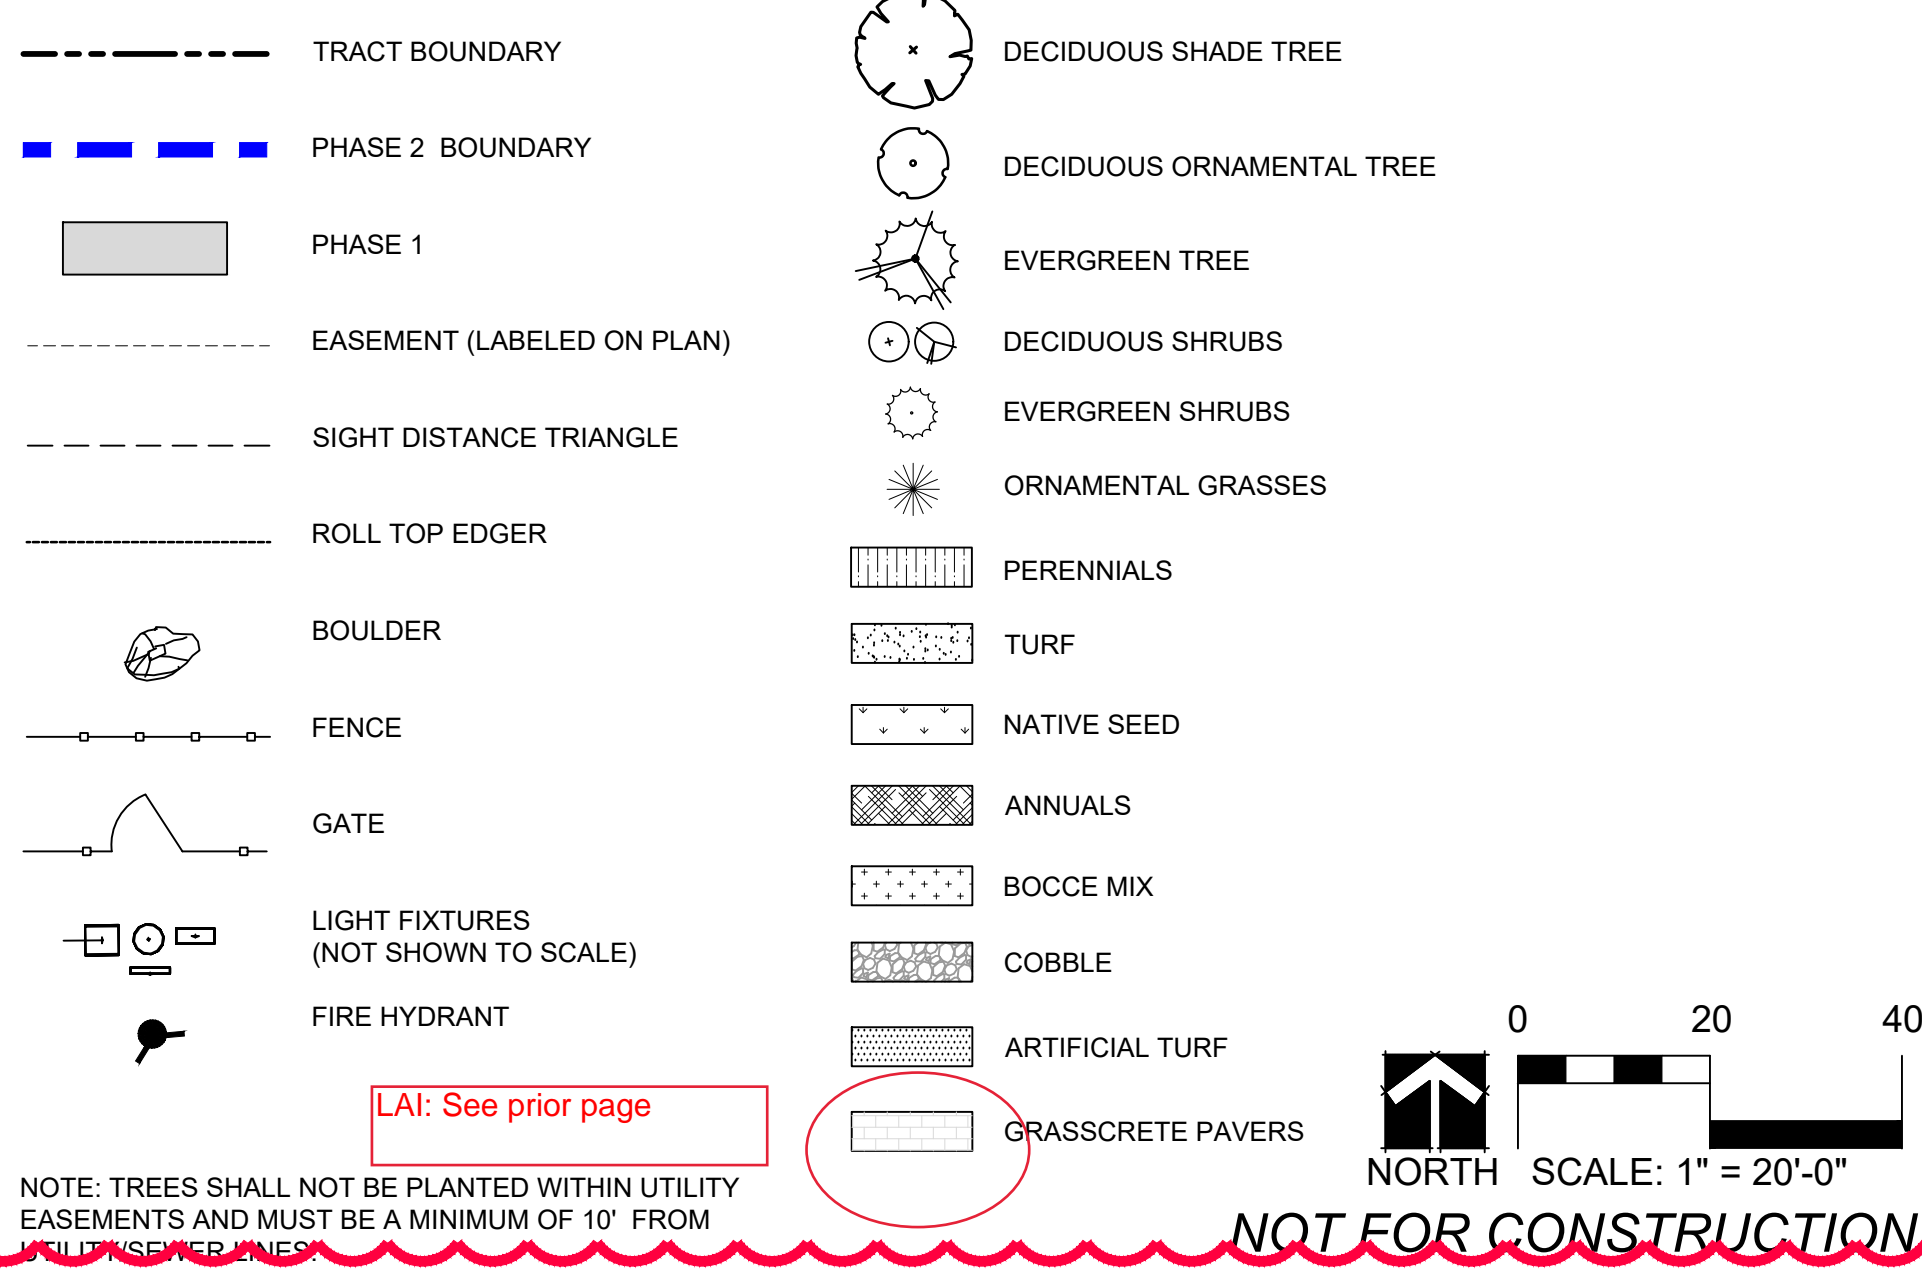 TRACT BOUNDARY
PHASE 2  BOUNDARY
PHASE 1
EASEMENT (LABELED ON PLAN)
SIGHT DISTANCE TRIANGLE
ROLL TOP EDGER
BOULDER
FENCE
GATE
LIGHT FIXTURES
(NOT SHOWN TO SCALE)
FIRE HYDRANT
LAI: See prior page
NOTE: TREES SHALL NOT BE PLANTED WITHIN UTILITY
EASEMENTS AND MUST BE A MINIMUM OF 10'  FROM
UTILITY/SEWER LINES.
DECIDUOUS SHADE TREE
DECIDUOUS ORNAMENTAL TREE
EVERGREEN TREE
DECIDUOUS SHRUBS
EVERGREEN SHRUBS
ORNAMENTAL GRASSES
PERENNIALS
TURF
NATIVE SEED
ANNUALS
BOCCE MIX
COBBLE
ARTIFICIAL TURF
GRASSCRETE PAVERS
0 20 40
NORTH SCALE: 1" = 20'-0"
NOT FOR CONSTRUCTION